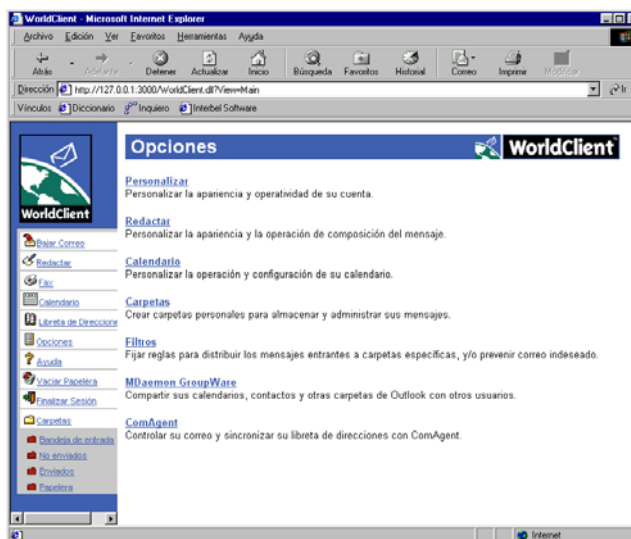 WorldClient - Microsoft Internet Explorer
Archivo Edición Ver Favoritos Herramientas Ayuda
Atrás Adelante Detener Actualizar Inicio Búsqueda Favoritos Historial Correo Imprimir Modificar
Dirección http://127.0.0.1:3000/WorldClient.dll?View=Main Ir
Vínculos Diccionario Inquiero Interbel Software
Opciones
WorldClient
WorldClient
Personalizar
Personalizar la apariencia y operatividad de su cuenta.
Redactar
Personalizar la apariencia y la operación de composición del mensaje.
Calendario
Personalizar la operación y configuración de su calendario.
Carpetas
Crear carpetas personales para almacenar y administrar sus mensajes.
Filtros
Fijar reglas para distribuir los mensajes entrantes a carpetas específicas, y/o prevenir correo indeseado.
MDaemon GroupWare
Compartir sus calendarios, contactos y otras carpetas de Outlook con otros usuarios.
ComAgent
Controlar su correo y sincronizar su libreta de direcciones con ComAgent.
Bajar Correo
Redactar
Fax
Calendario
Libreta de Direccione
Opciones
Ayuda
Vaciar Papelera
Finalizar Sesión
Carpetas
Bandeja de entrada
No enviados
Enviados
Papelera
Internet